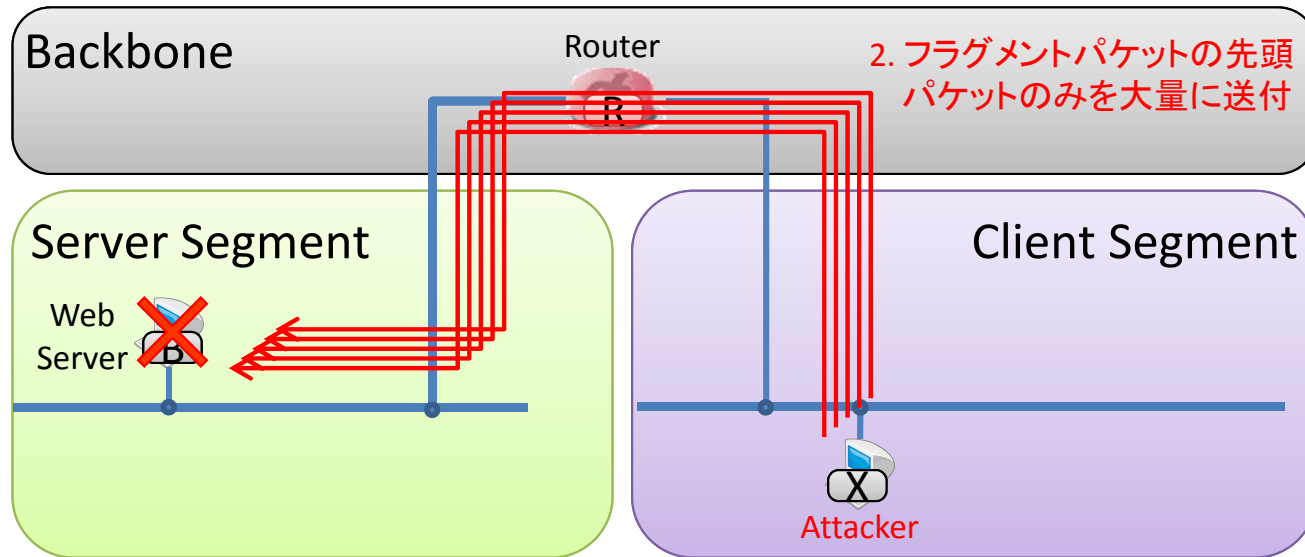 Backbone
Router
R
2. フラグメントパケットの先頭
パケットのみを大量に送付
Server Segment
Client Segment
Web
Server
B
X
Attacker